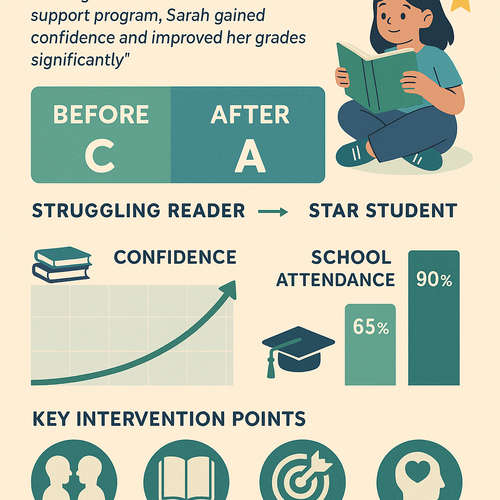 support program, Sarah gained
confidence and improved her grades
significantly"
BEFORE
C
AFTER
A
STRUGGLING READER → STAR STUDENT
CONFIDENCE
SCHOOL
ATTENDANCE
65%
90%
KEY INTERVENTION POINTS